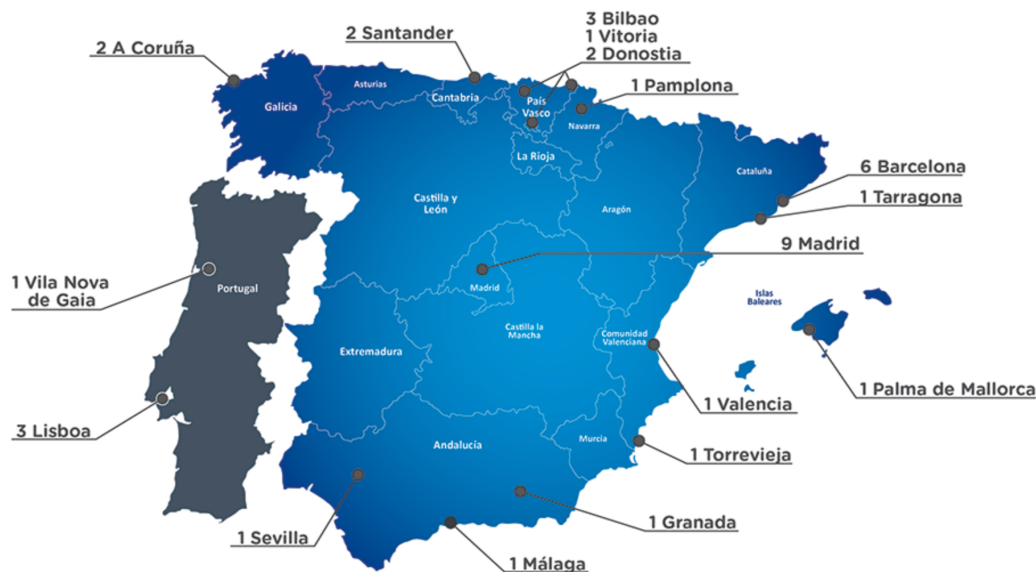 3 Bilbao
1 Vitoria
2 Donostia
2 Santander
2 A Coruña
1 Pamplona
Asturias
Cantabria
País
Vasco
Galicia
Navarra
La Rioja
Cataluña
6 Barcelona
1 Tarragona
Castilla y
León
Aragón
9 Madrid
1 Vila Nova
de Gaia
Portugal
Madrid
Islas
Baleares
Castilla la
Mancha
Comunidad
Valenciana
Extremadura
1 Palma de Mallorca
1 Valencia
3 Lisboa
Andalucía
Murcia
1 Torrevieja
1 Sevilla
1 Granada
1 Málaga